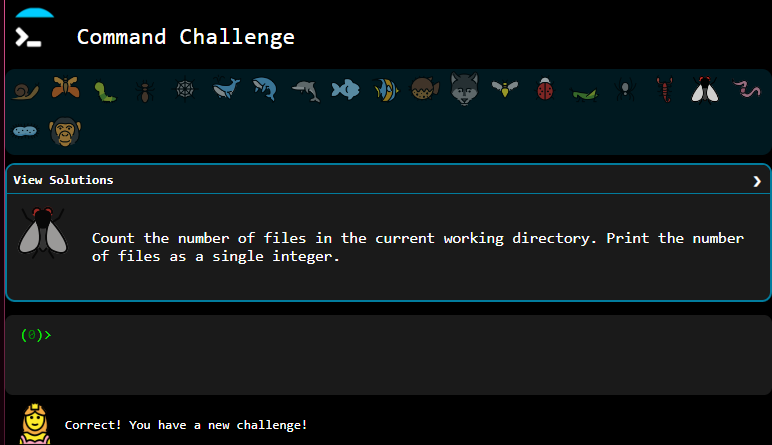 Command Challenge
View Solutions
Count the number of files in the current working directory. Print the number
of files as a single integer.
(0)>
Correct! You have a new challenge!